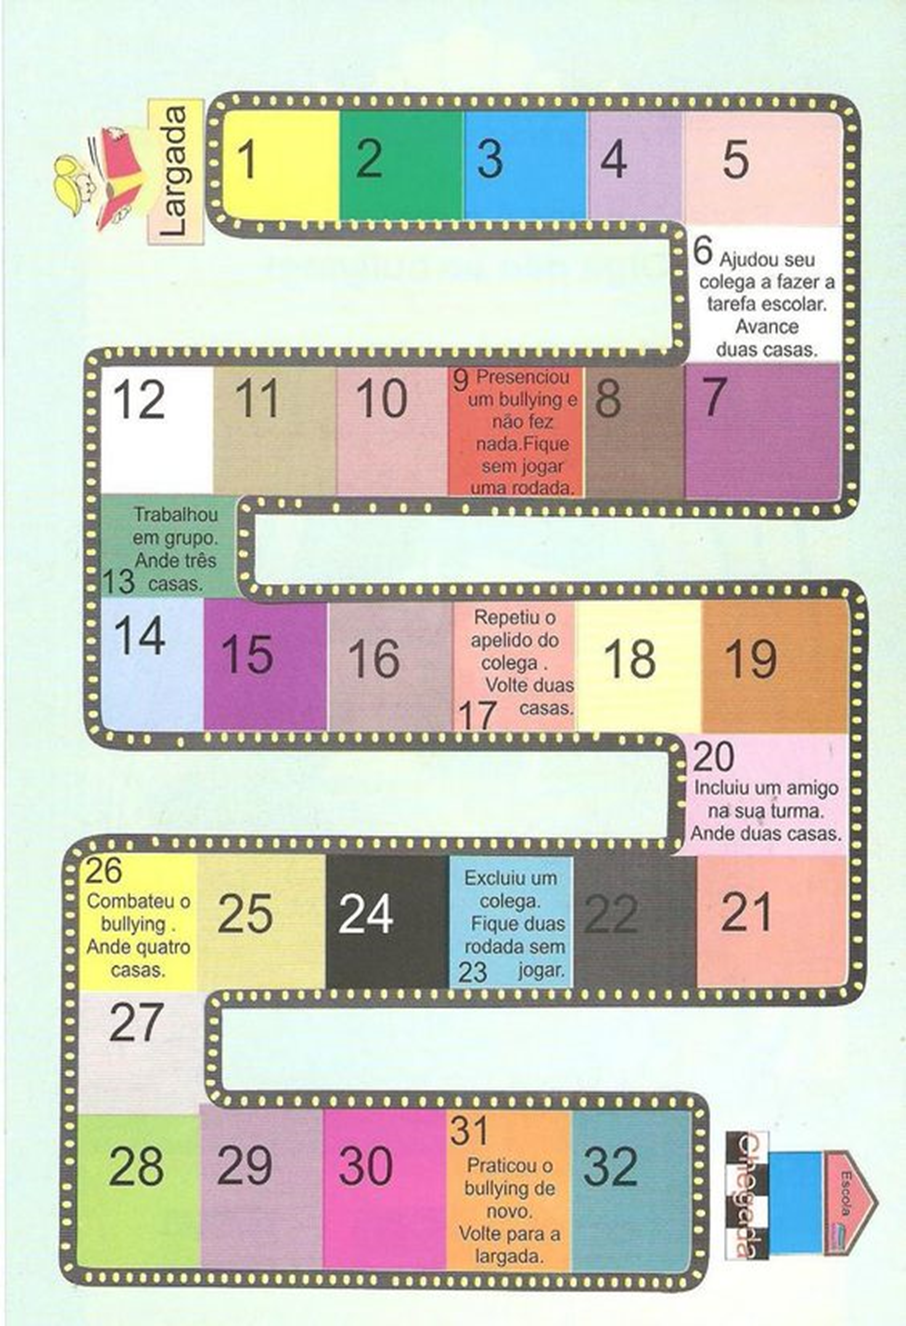 Largada
1
2
3
4
5
6 Ajudou seu
colega a fazer a
tarefa escolar.
Avance
duas casas.
7
8
9 Presenciou
um bullying e
não fez
nada.Fique
sem jogar
uma rodada.
10
11
12
Trabalhou
em grupo.
Ande três
13 casas.
14
15
16
Repetiu o
apelido do
colega .
Volte duas
17 casas.
18
19
20
Incluiu um amigo
na sua turma.
Ande duas casas.
21
22
Excluiu um
colega.
Fique duas
rodada sem
23 jogar.
24
25
26
Combateu o
bullying .
Ande quatro
casas.
27
28
29
30
31
Praticou o
bullying de
novo.
Volte para a
largada.
32
Chegada
Escola